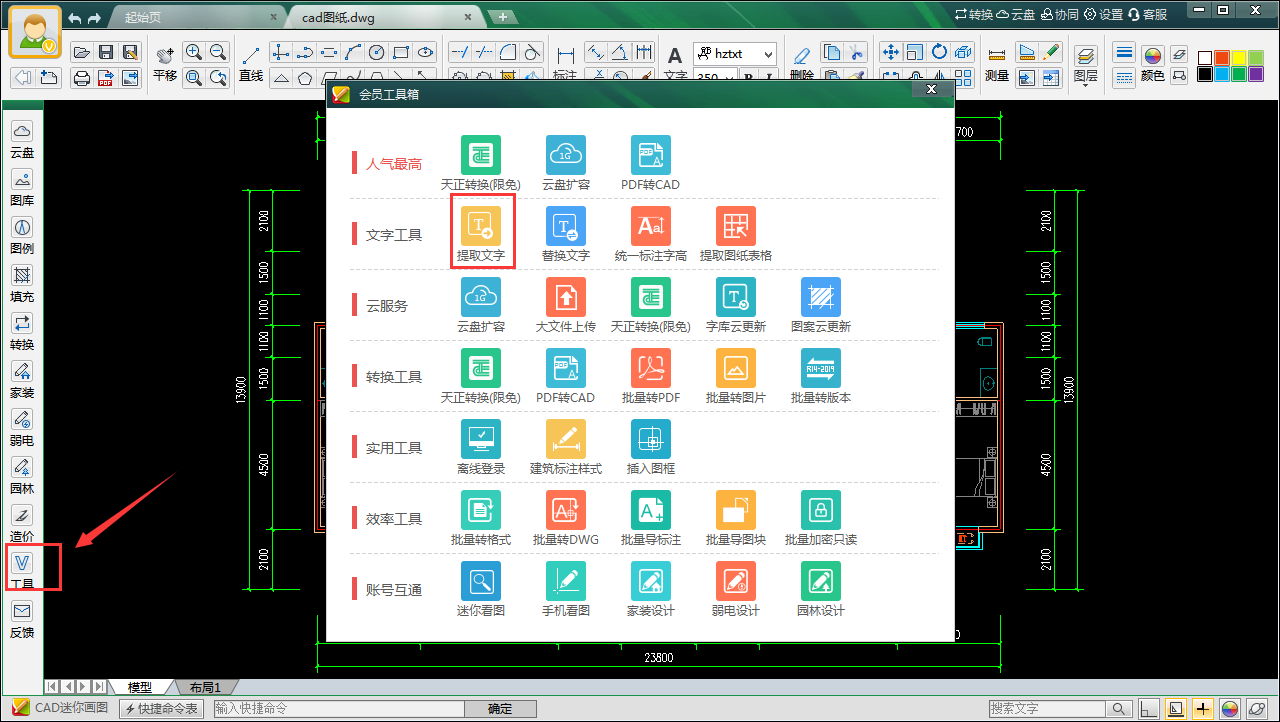 起始页
cad图纸.dwg
转换
云盘
协同
设置
客服
平移
直线
标注
文字
hztxt
350
删除
测量
图层
颜色
云盘
图库
图例
填充
转换
家装
弱电
园林
造价
工具
反馈
会员工具箱
人气最高
天正转换(限免)
云盘扩容
PDF转CAD
文字工具
提取文字
替换文字
统一标注字高
提取图纸表格
云服务
云盘扩容
大文件上传
天正转换(限免)
字库云更新
图案云更新
转换工具
天正转换(限免)
PDF转CAD
批量转PDF
批量转图片
批量转版本
实用工具
离线登录
建筑标注样式
插入图框
效率工具
批量转格式
批量转DWG
批量导标注
批量导图块
批量加密只读
账号互通
迷你看图
手机看图
家装设计
弱电设计
园林设计
2100
1500
1100
1100
1500
4500
2100
13900
700
2100
1500
1100
1100
1500
4500
2100
13900
23800
模型
布局1
CAD迷你画图
快捷命令表
输入快捷命令
确定
搜索文字